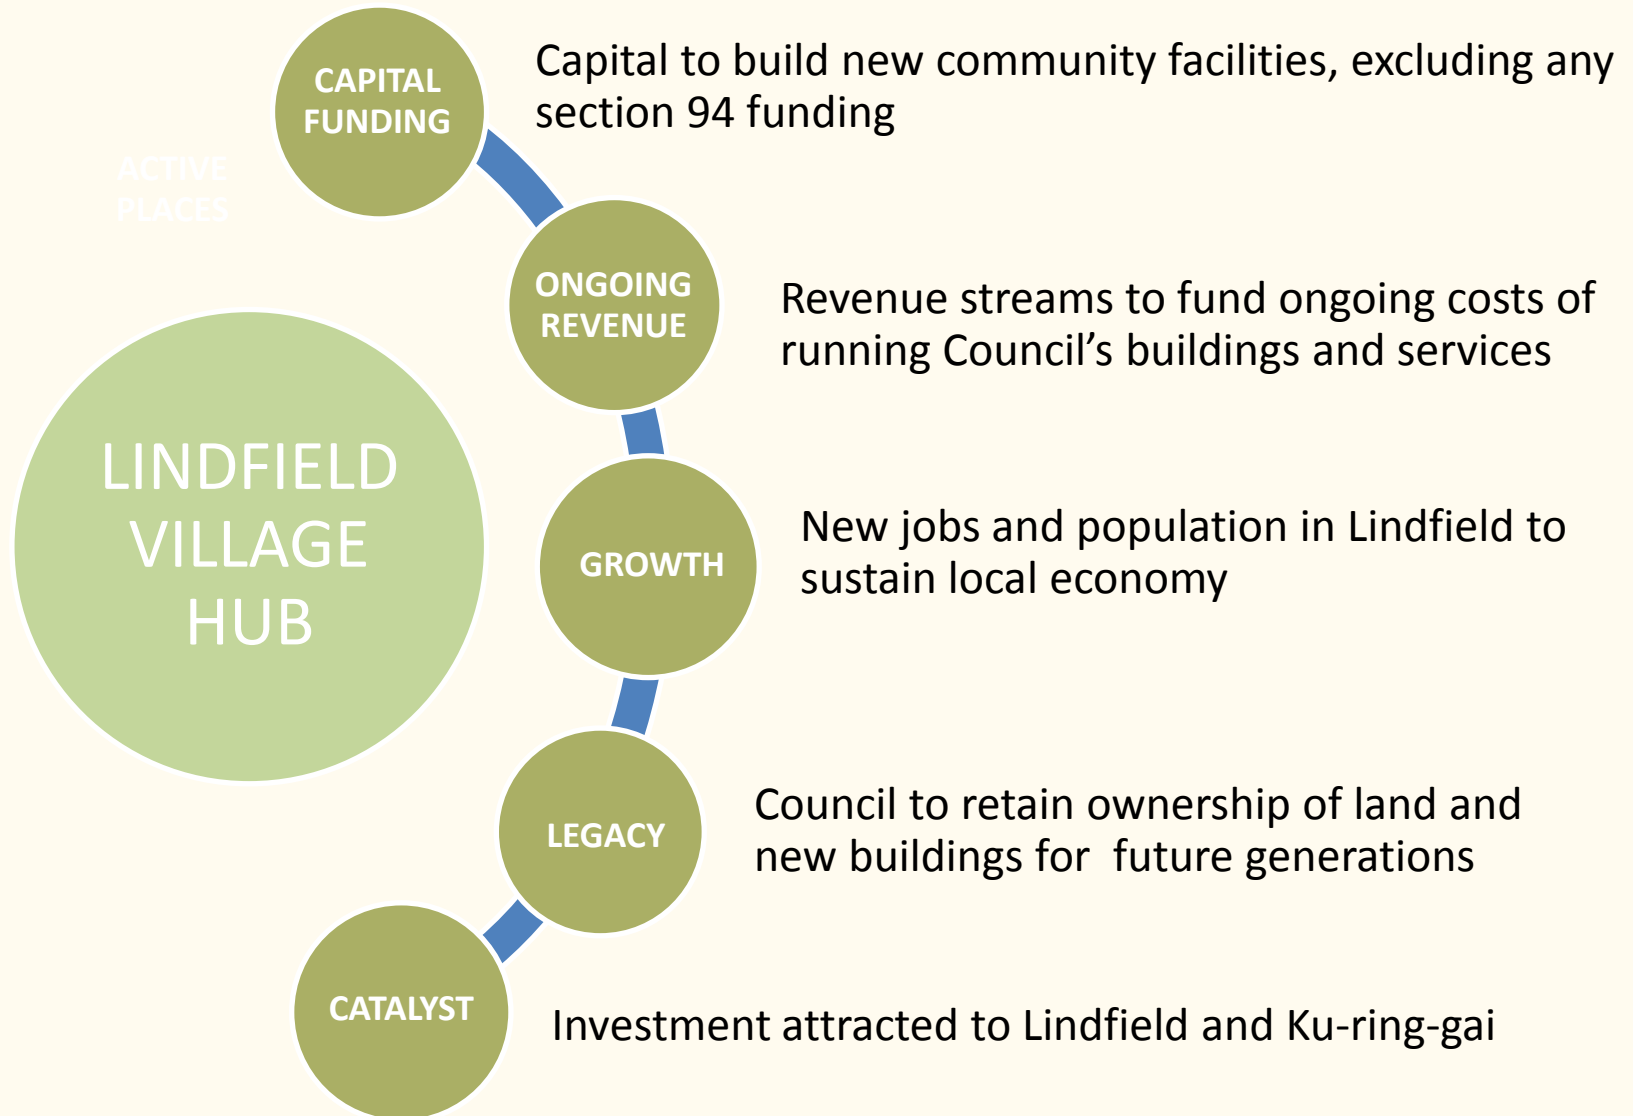 CAPITAL
FUNDING
Capital to build new community facilities, excluding any
section 94 funding
ACTIVE
PLACES
ONGOING
REVENUE
Revenue streams to fund ongoing costs of
running Council’s buildings and services
LINDFIELD
VILLAGE
HUB
GROWTH
New jobs and population in Lindfield to
sustain local economy
LEGACY
Council to retain ownership of land and
new buildings for  future generations
CATALYST
Investment attracted to Lindfield and Ku-ring-gai